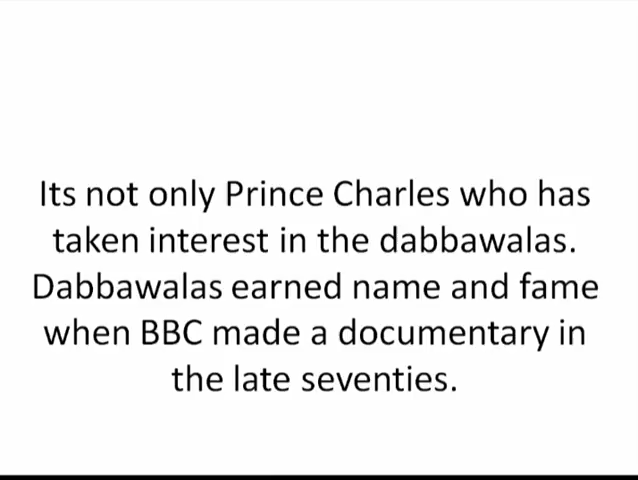 Its not only Prince Charles who has
taken interest in the dabbawalas.
Dabbawalas earned name and fame
when BBC made a documentary in
the late seventies.